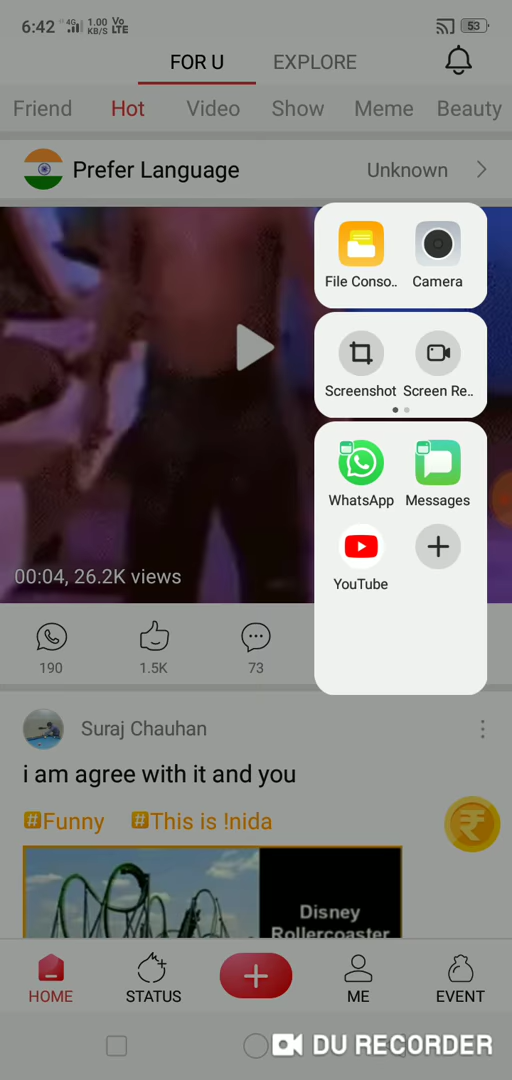 6:42 4G 1.00 KB/S Vo LTE 53
FOR U EXPLORE
Friend Hot Video Show Meme Beauty
Prefer Language Unknown
File Conso.. Camera
Screenshot Screen Re..
WhatsApp Messages
YouTube
00:04, 26.2K views
190 1.5K 73
Suraj Chauhan
i am agree with it and you
#Funny #This is !nida
Disney
Rollercoaster
HOME STATUS ME EVENT
DU RECORDER